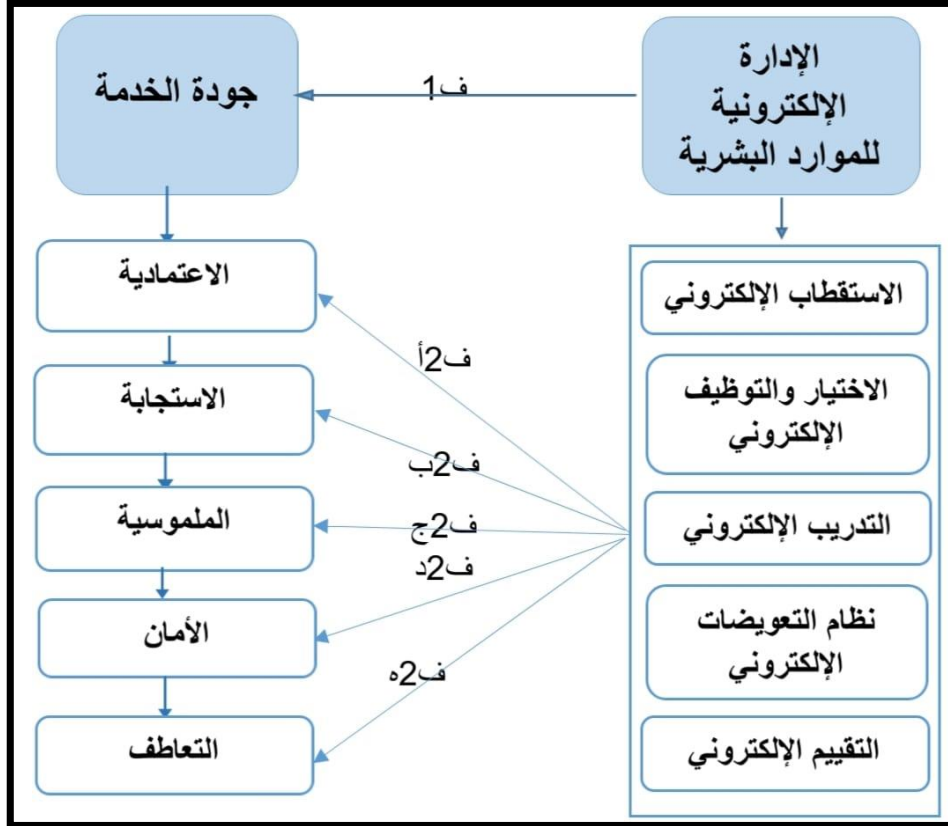 الإدارة
الإلكترونية
للموارد البشرية
ف1
جودة الخدمة
الاستقطاب الإلكتروني
الاختيار والتوظيف
الإلكتروني
التدريب الإلكتروني
نظام التعويضات
الإلكتروني
التقييم الإلكتروني
ف2أ
ف2ب
ف2ج
ف2د
ف2ه
الاعتمادية
الاستجابة
الملموسية
الأمان
التعاطف